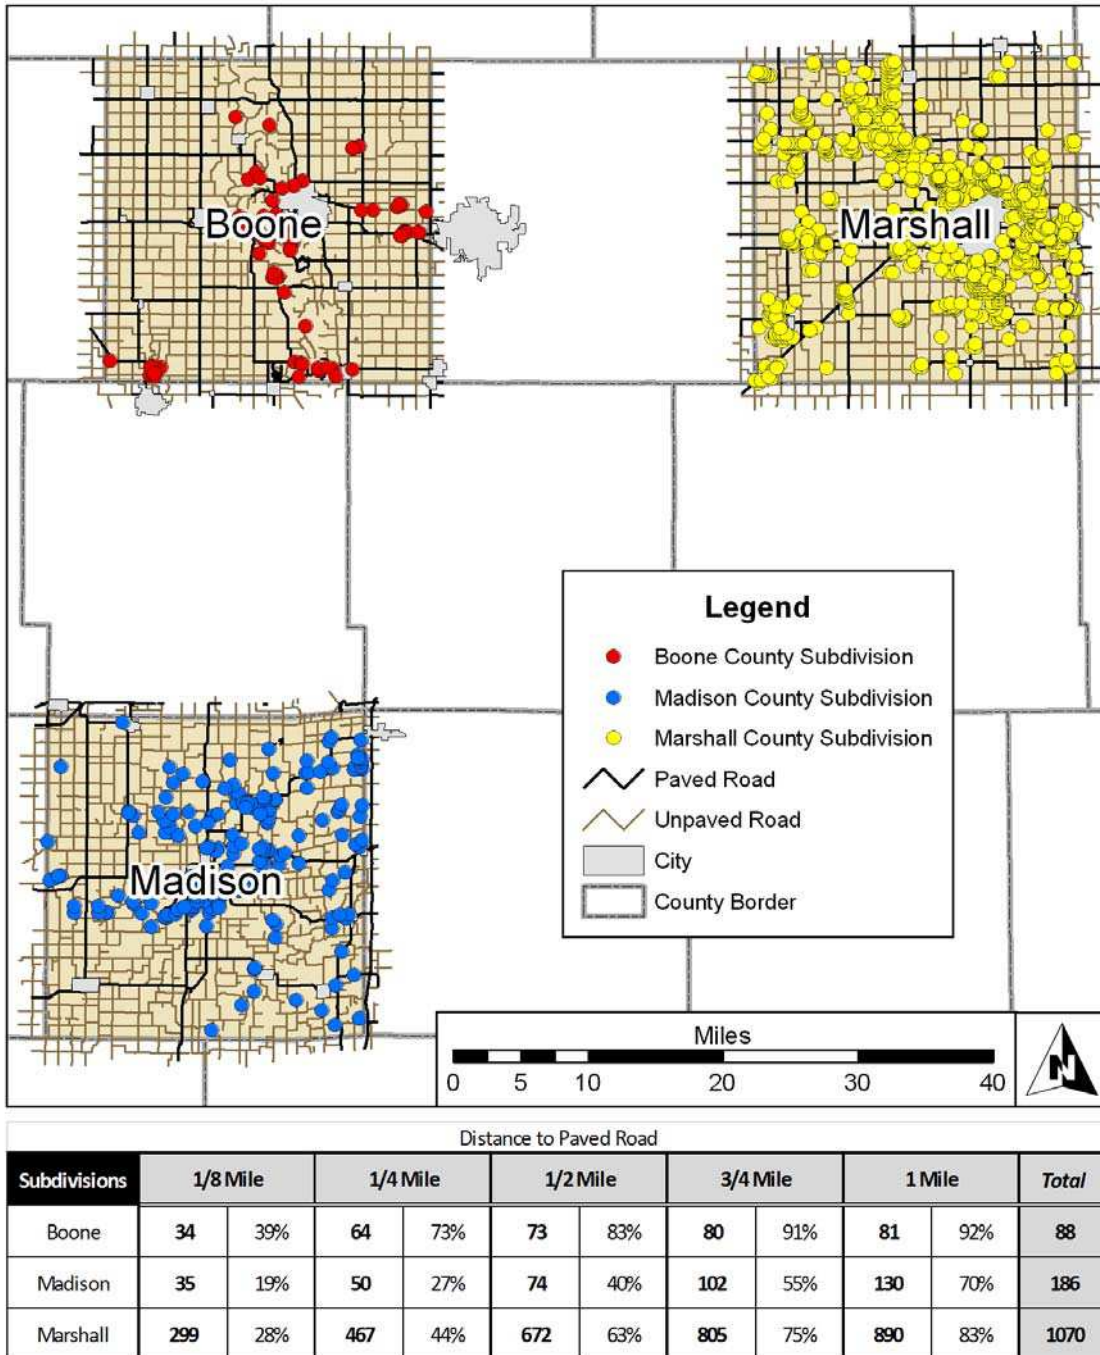 Boone
Marshall
Legend
Boone County Subdivision
Madison County Subdivision
Marshall County Subdivision
Paved Road
Unpaved Road
City
County Border
Madison
Miles
0 5 10 20 30 40
N
Distance to Paved Road
Subdivisions 1/8 Mile 1/4 Mile 1/2 Mile 3/4 Mile 1 Mile Total
Boone 34 39% 64 73% 73 83% 80 91% 81 92% 88
Madison 35 19% 50 27% 74 40% 102 55% 130 70% 186
Marshall 299 28% 467 44% 672 63% 805 75% 890 83% 1070